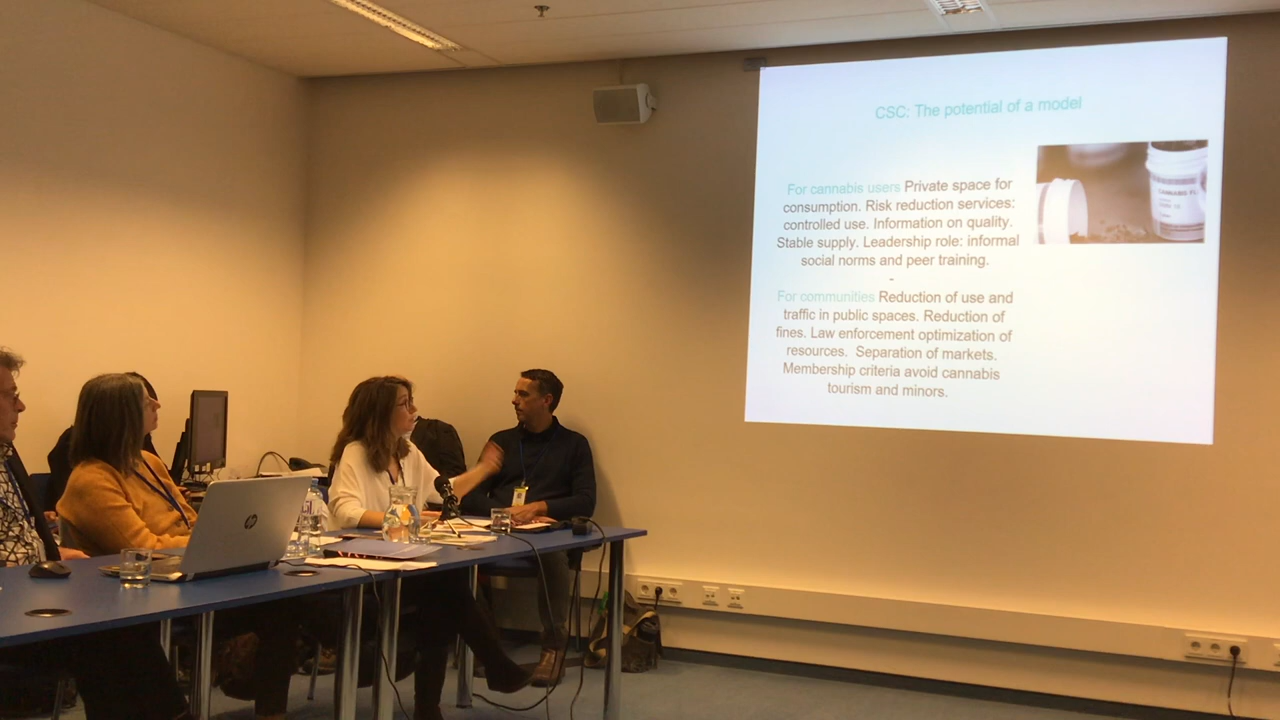 CSC: The potential of a model
For cannabis users Private space for
consumption. Risk reduction services:
controlled use. Information on quality.
Stable supply. Leadership role: informal
social norms and peer training.
-
For communities Reduction of use and
traffic in public spaces. Reduction of
fines. Law enforcement optimization of
resources. Separation of markets.
Membership criteria avoid cannabis
tourism and minors.
CANNABIS FL
hp